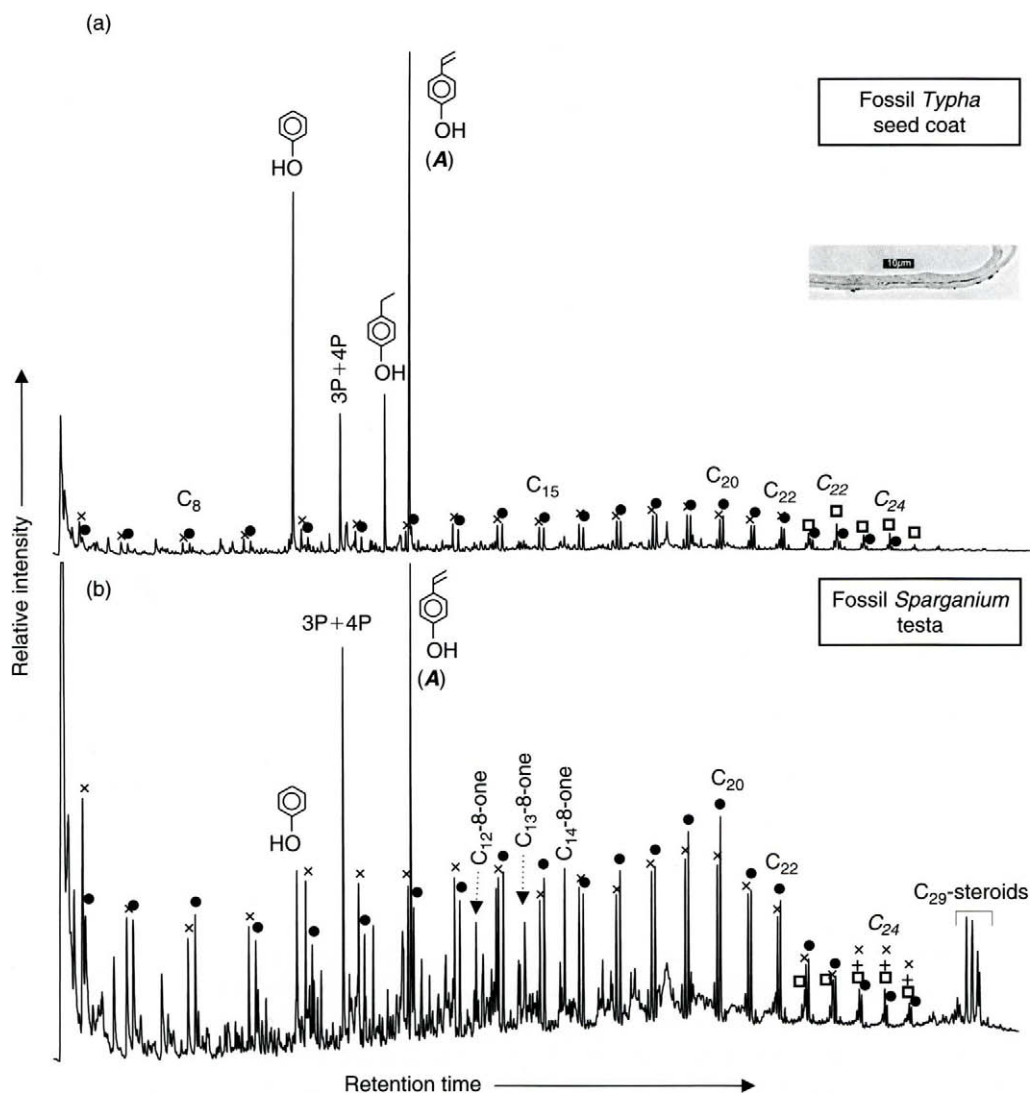 (a)
OH
(A)
Fossil Typha
seed coat
HO
10µm
3P+4P
OH
C8
C15
C20
C22
C22
C24
Relative intensity
(b)
3P+4P
OH
(A)
Fossil Sparganium
testa
HO
C12-8-one
C13-8-one
C14-8-one
C20
C22
C24
C29-steroids
Retention time